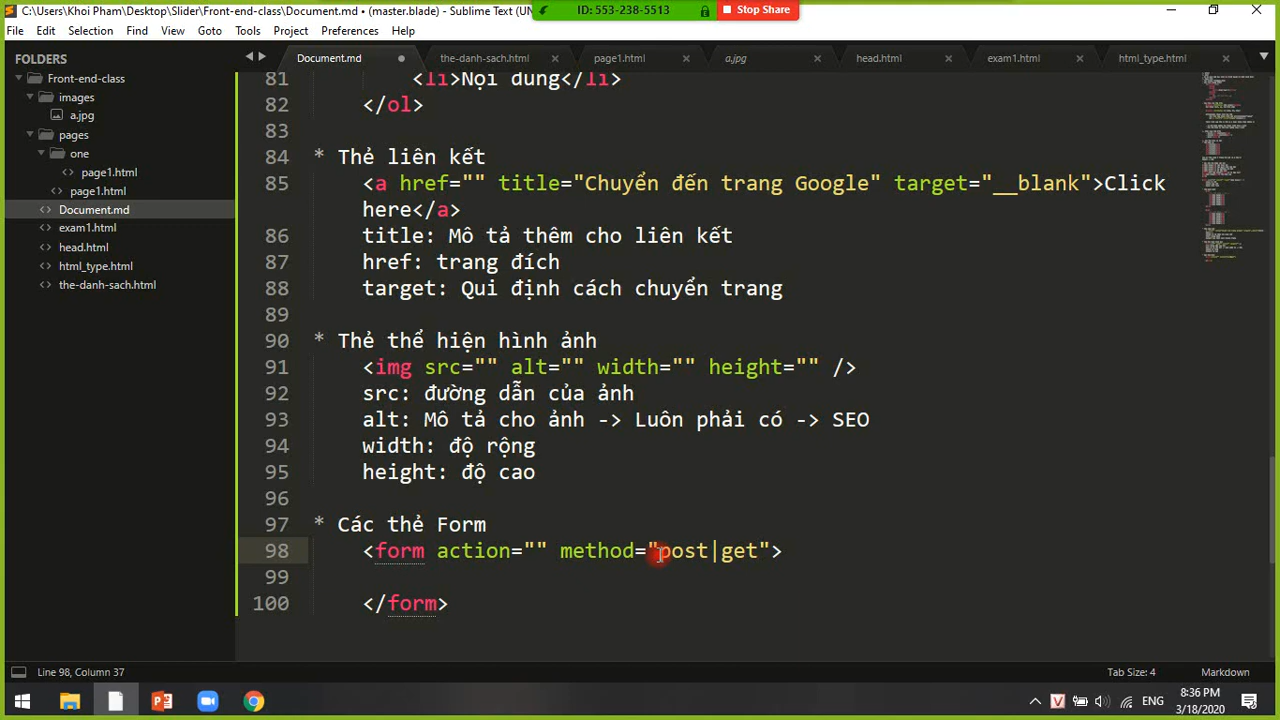 C:\Users\Khoi Pham\Desktop\Slider\Front-end-class\Document.md • (master.blade) - Sublime Text (UN
ID: 553-238-5513
Stop Share
File Edit Selection Find View Goto Tools Project Preferences Help
FOLDERS
Front-end-class
images
a.jpg
pages
one
page1.html
page1.html
Document.md
exam1.html
head.html
html_type.html
the-danh-sach.html
Document.md the-danh-sach.html page1.html a.jpg head.html exam1.html html_type.html
81 <li>Nội dung</li>
82 </ol>
83
84 * Thẻ liên kết
85 <a href="" title="Chuyển đến trang Google" target="__blank">Click
here</a>
86 title: Mô tả thêm cho liên kết
87 href: trang đích
88 target: Qui định cách chuyển trang
89
90 * Thẻ thể hiện hình ảnh
91 <img src="" alt="" width="" height="" />
92 src: đường dẫn của ảnh
93 alt: Mô tả cho ảnh -> Luôn phải có -> SEO
94 width: độ rộng
95 height: độ cao
96
97 * Các thẻ Form
98 <form action="" method="post|get">
99
100 </form>
Line 98, Column 37
Tab Size: 4
Markdown
ENG
8:36 PM
3/18/2020